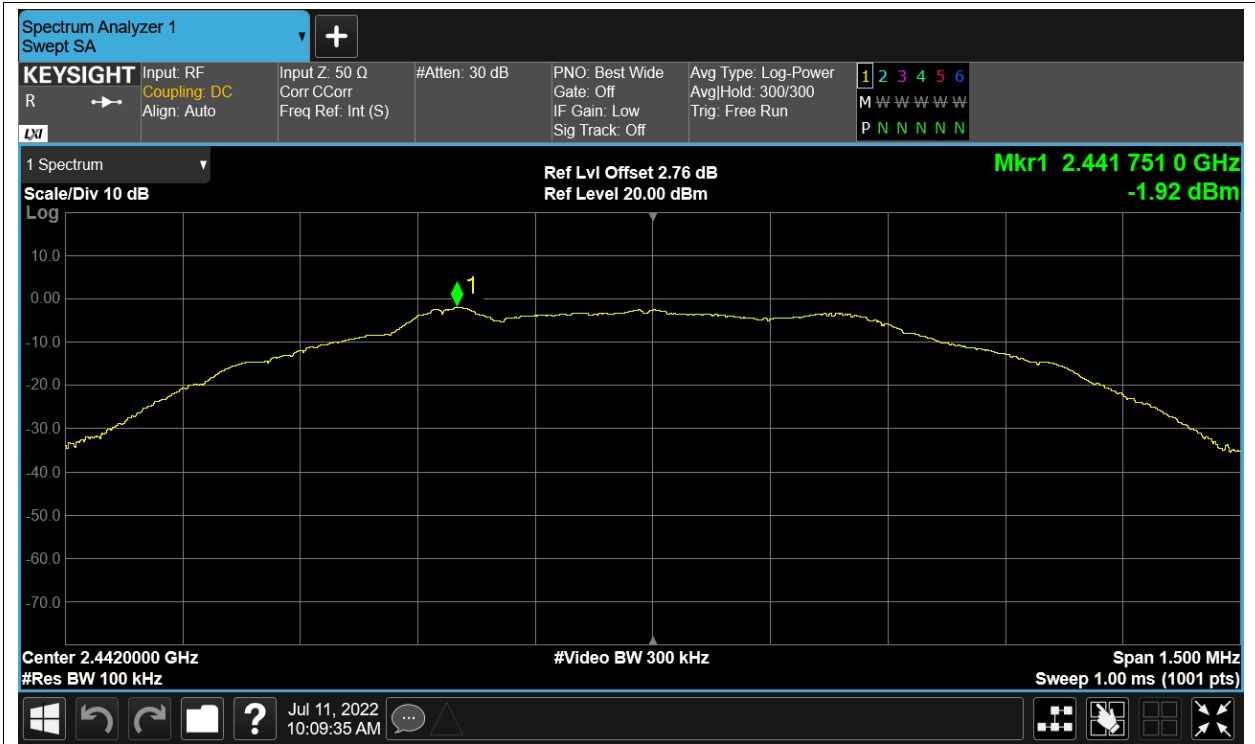 Spectrum Analyzer 1
Swept SA
+
KEYSIGHT
R
LXI
Input: RF
Coupling: DC
Align: Auto
Input Z: 50 Ω
Corr CCorr
Freq Ref: Int (S)
#Atten: 30 dB
PNO: Best Wide
Gate: Off
IF Gain: Low
Sig Track: Off
Avg Type: Log-Power
Avg|Hold: 300/300
Trig: Free Run
1 2 3 4 5 6
M W W W W W
P N N N N N
1 Spectrum
Scale/Div 10 dB
Log
Ref Lvl Offset 2.76 dB
Ref Level 20.00 dBm
Mkr1 2.441 751 0 GHz
-1.92 dBm
10.0
0.00
-10.0
-20.0
-30.0
-40.0
-50.0
-60.0
-70.0
1
Center 2.4420000 GHz
#Res BW 100 kHz
#Video BW 300 kHz
Span 1.500 MHz
Sweep 1.00 ms (1001 pts)
?
Jul 11, 2022
10:09:35 AM